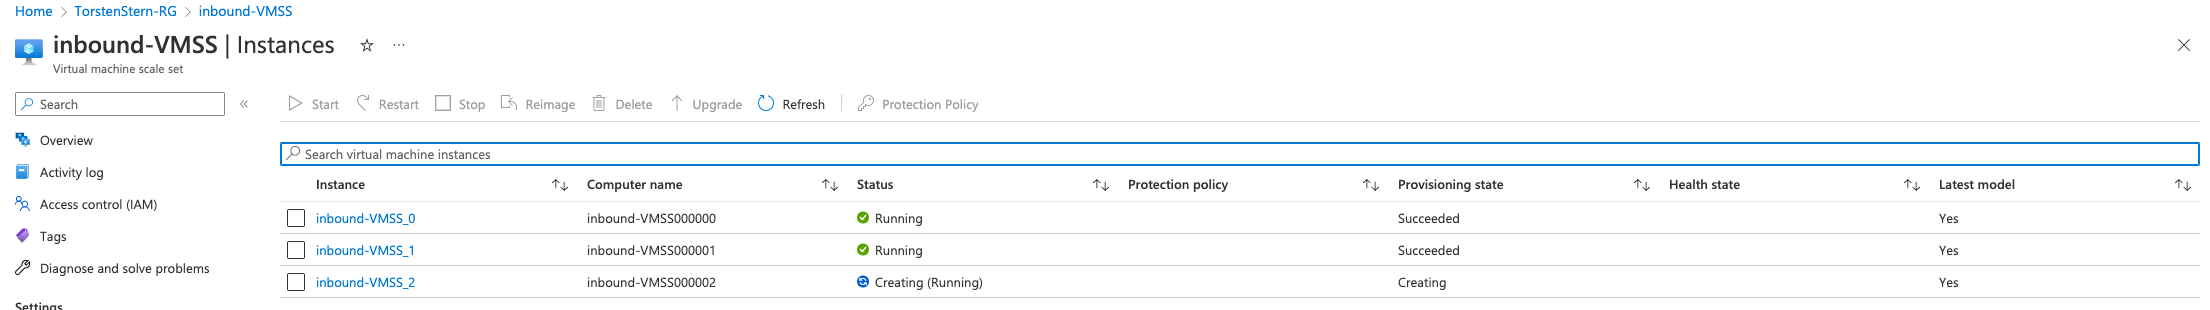 Home > TorstenStern-RG > inbound-VMSS
inbound-VMSS | Instances ☆ ···
Virtual machine scale set
Search «
Start Restart Stop Reimage Delete Upgrade Refresh Protection Policy
Overview
Activity log
Access control (IAM)
Tags
Diagnose and solve problems
Settings
Search virtual machine instances
Instance Computer name Status Protection policy Provisioning state Health state Latest model
inbound-VMSS_0 inbound-VMSS000000 Running Succeeded Yes
inbound-VMSS_1 inbound-VMSS000001 Running Succeeded Yes
inbound-VMSS_2 inbound-VMSS000002 Creating (Running) Creating Yes